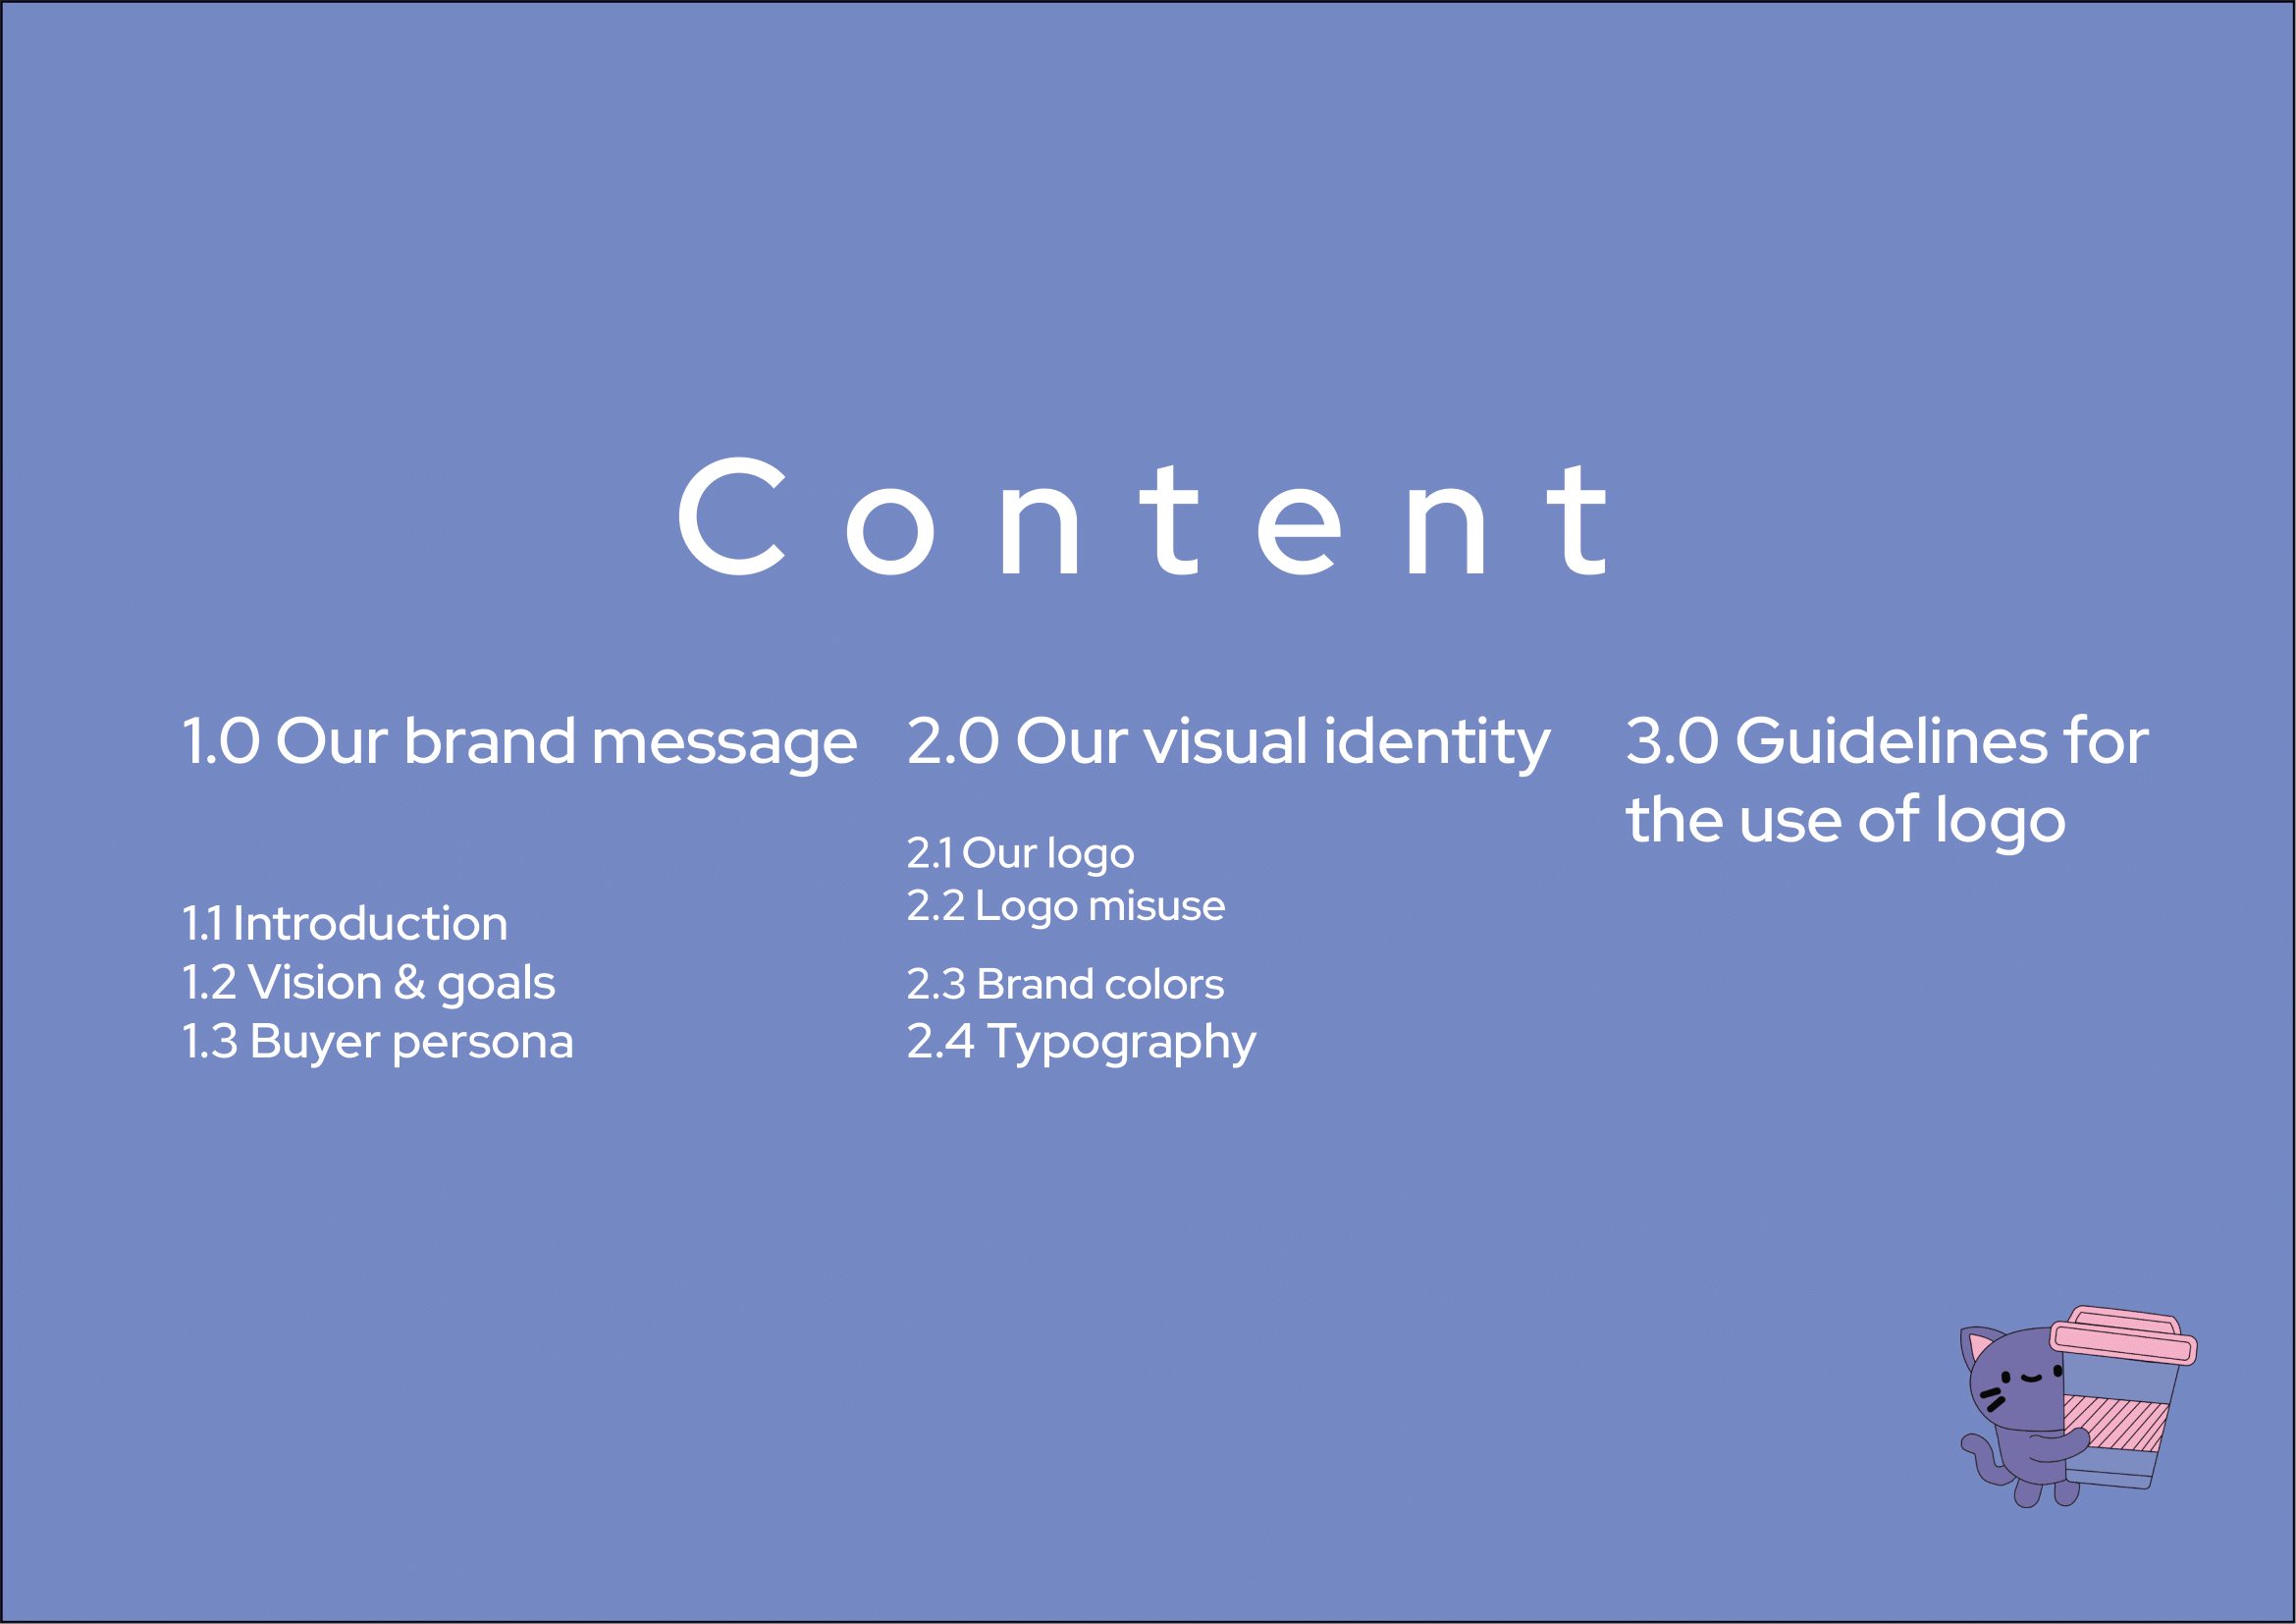 Content
1.0 Our brand message
1.1 Introduction
1.2 Vision & goals
1.3 Buyer persona
2.0 Our visual identity
2.1 Our logo
2.2 Logo misuse
2.3 Brand colors
2.4 Typography
3.0 Guidelines for
the use of logo